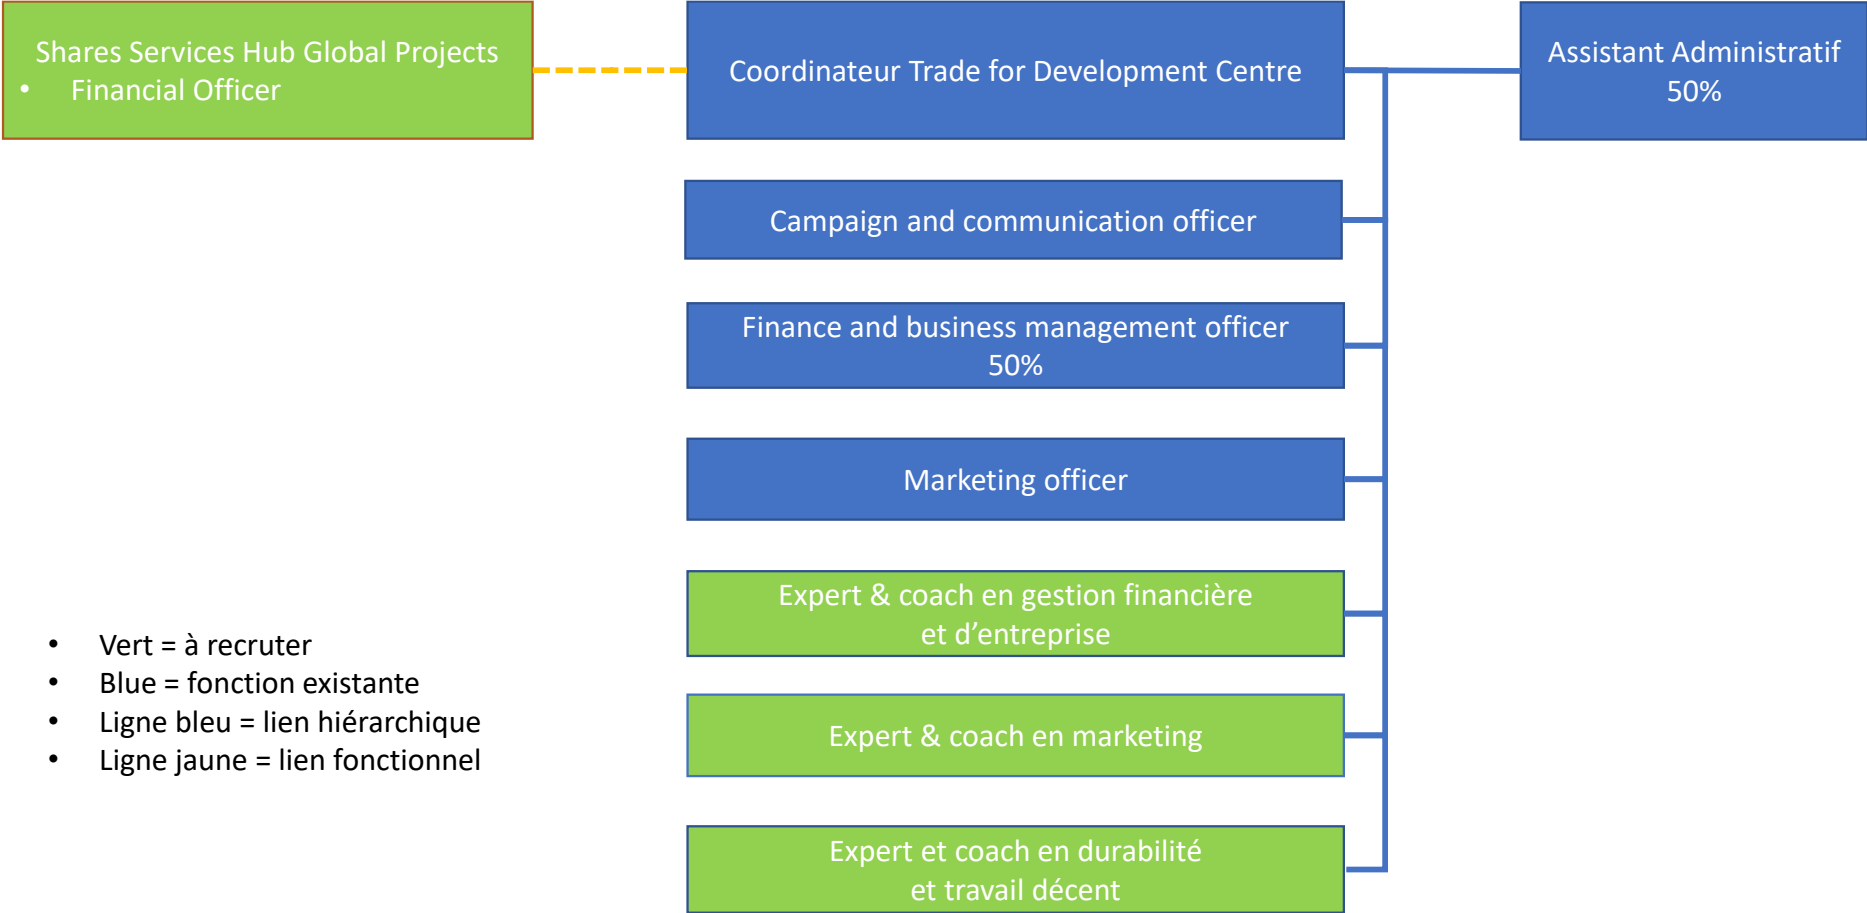 Shares Services Hub Global Projects
• Financial Officer
Coordinateur Trade for Development Centre
Assistant Administratif
50%
Campaign and communication officer
Finance and business management officer
50%
Marketing officer
Expert & coach en gestion financière
et d’entreprise
Expert & coach en marketing
Expert et coach en durabilité
et travail décent
• Vert = à recruter
• Blue = fonction existante
• Ligne bleu = lien hiérarchique
• Ligne jaune = lien fonctionnel